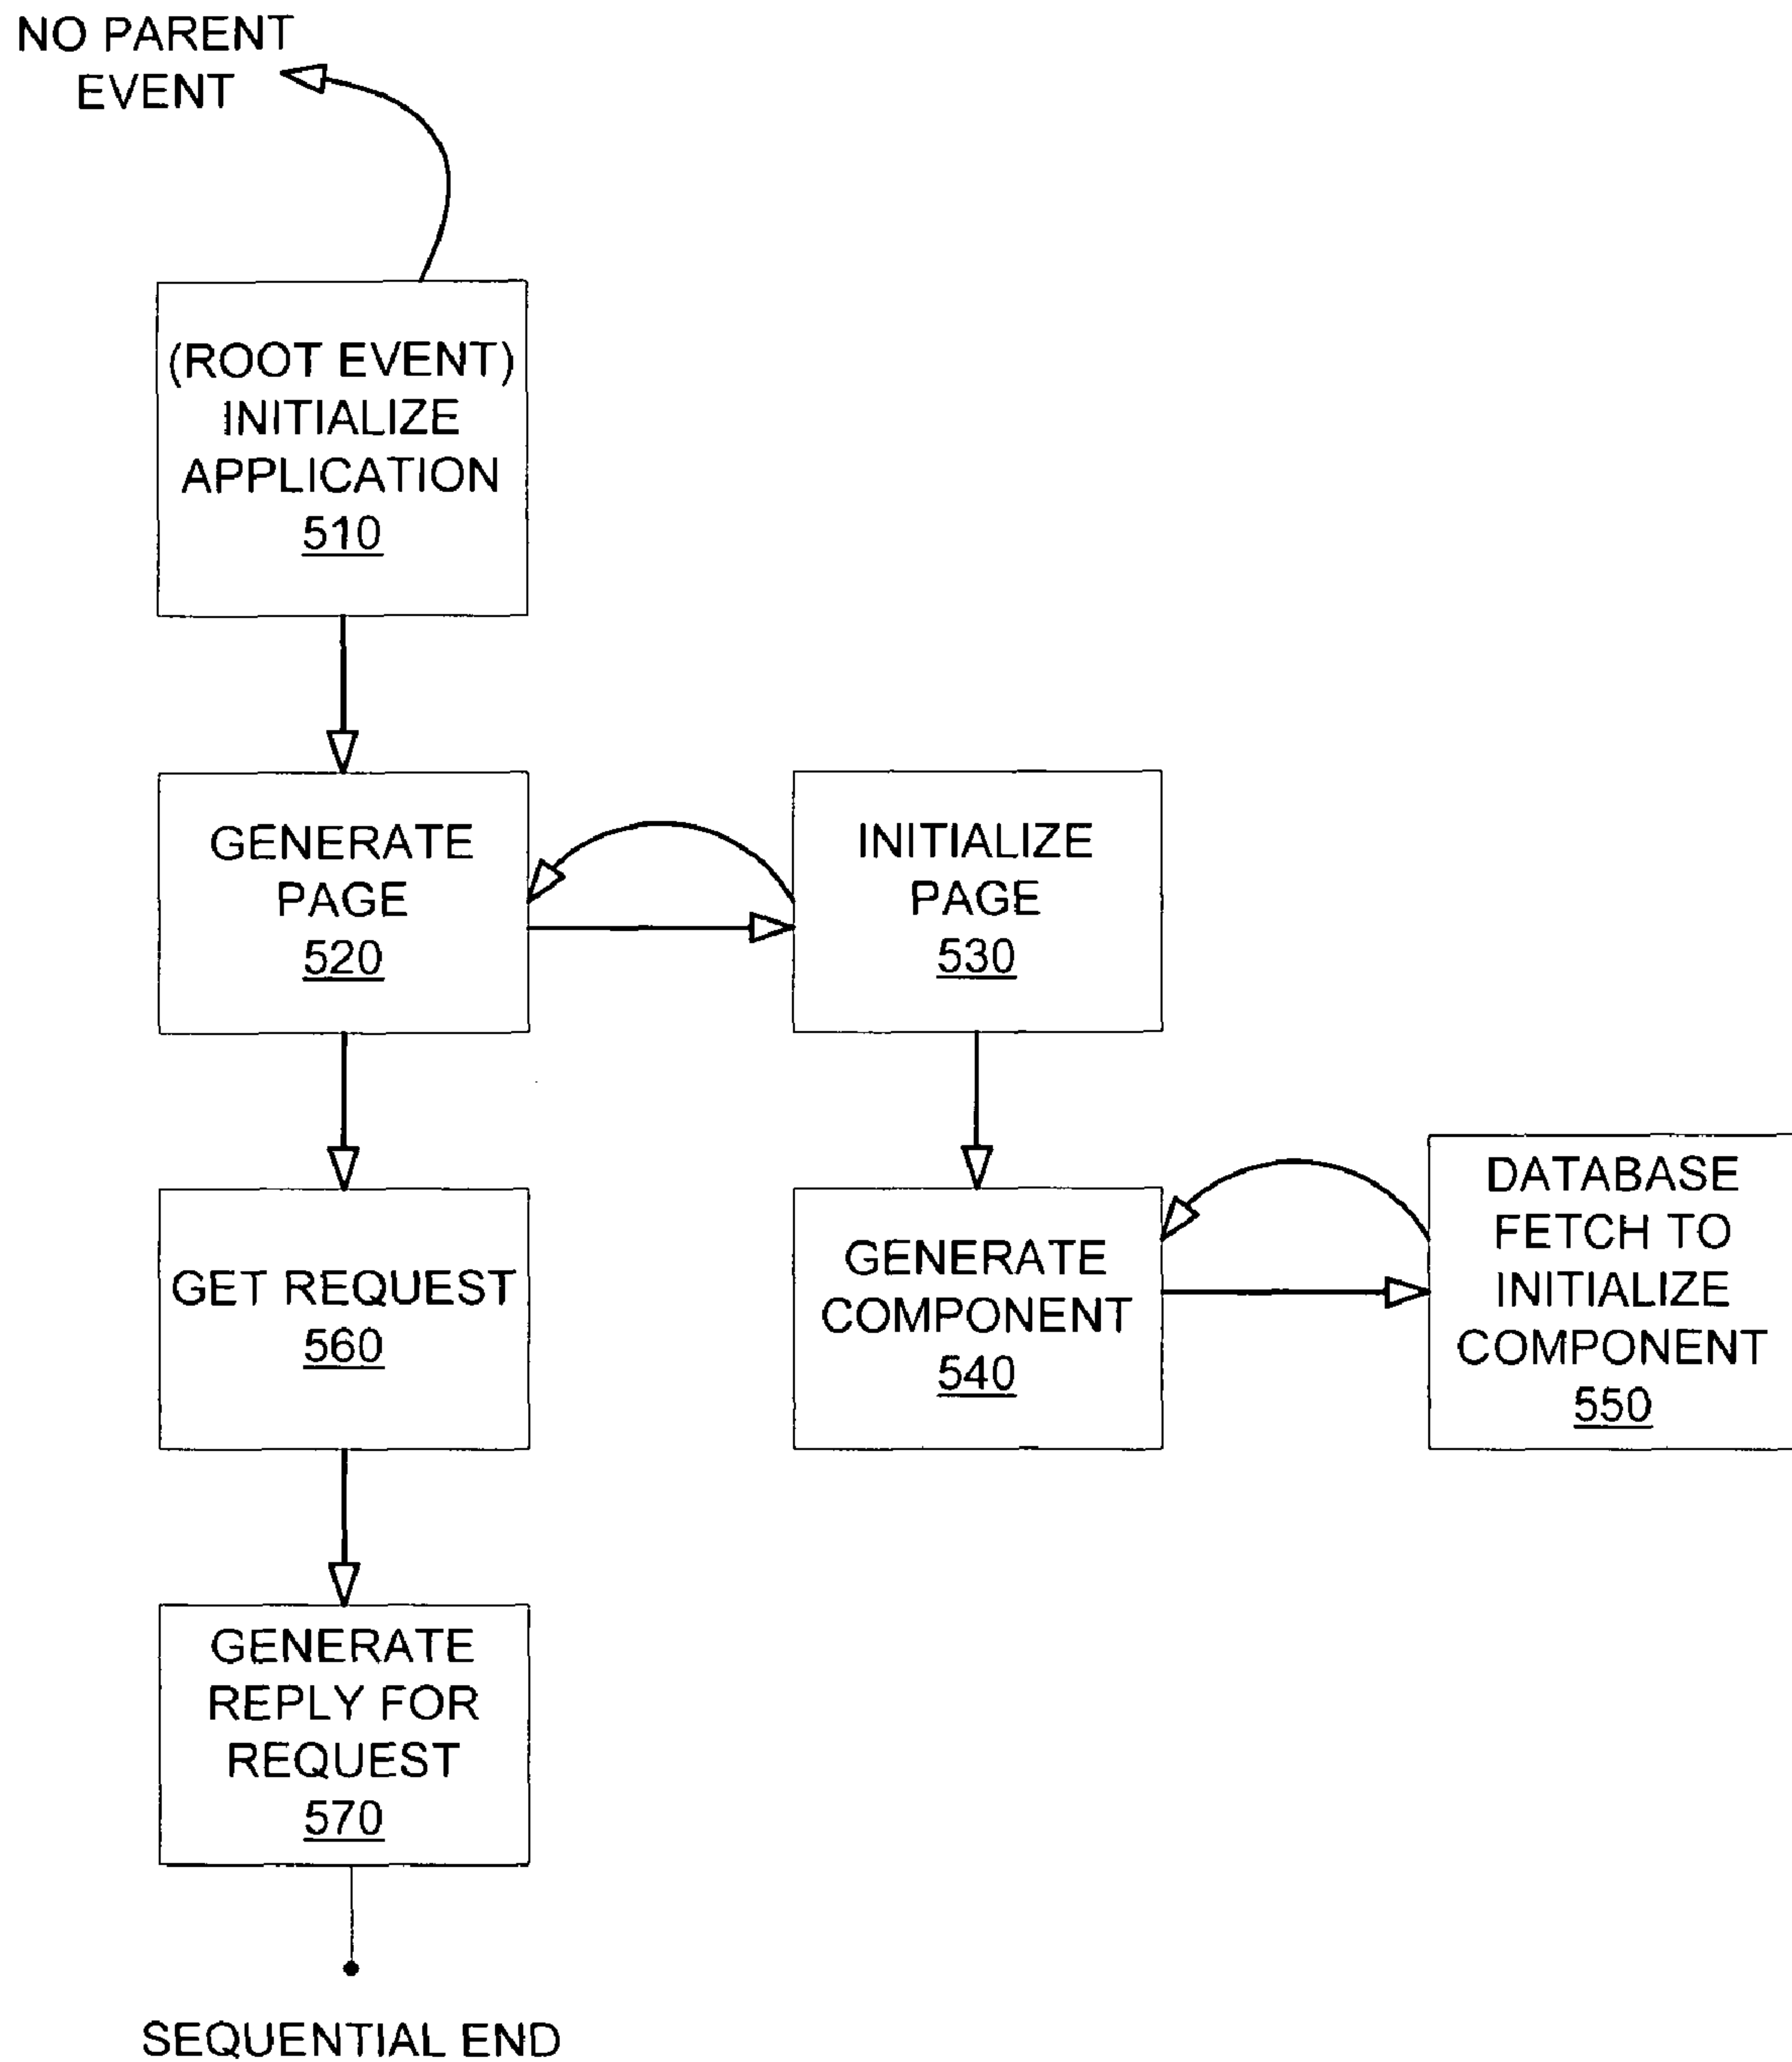 NO PARENT
EVENT
(ROOT EVENT)
INITIALIZE
APPLICATION
510
GENERATE
PAGE
520
INITIALIZE
PAGE
530
GET REQUEST
560
GENERATE
COMPONENT
540
DATABASE
FETCH TO
INITIALIZE
COMPONENT
550
GENERATE
REPLY FOR
REQUEST
570
SEQUENTIAL END